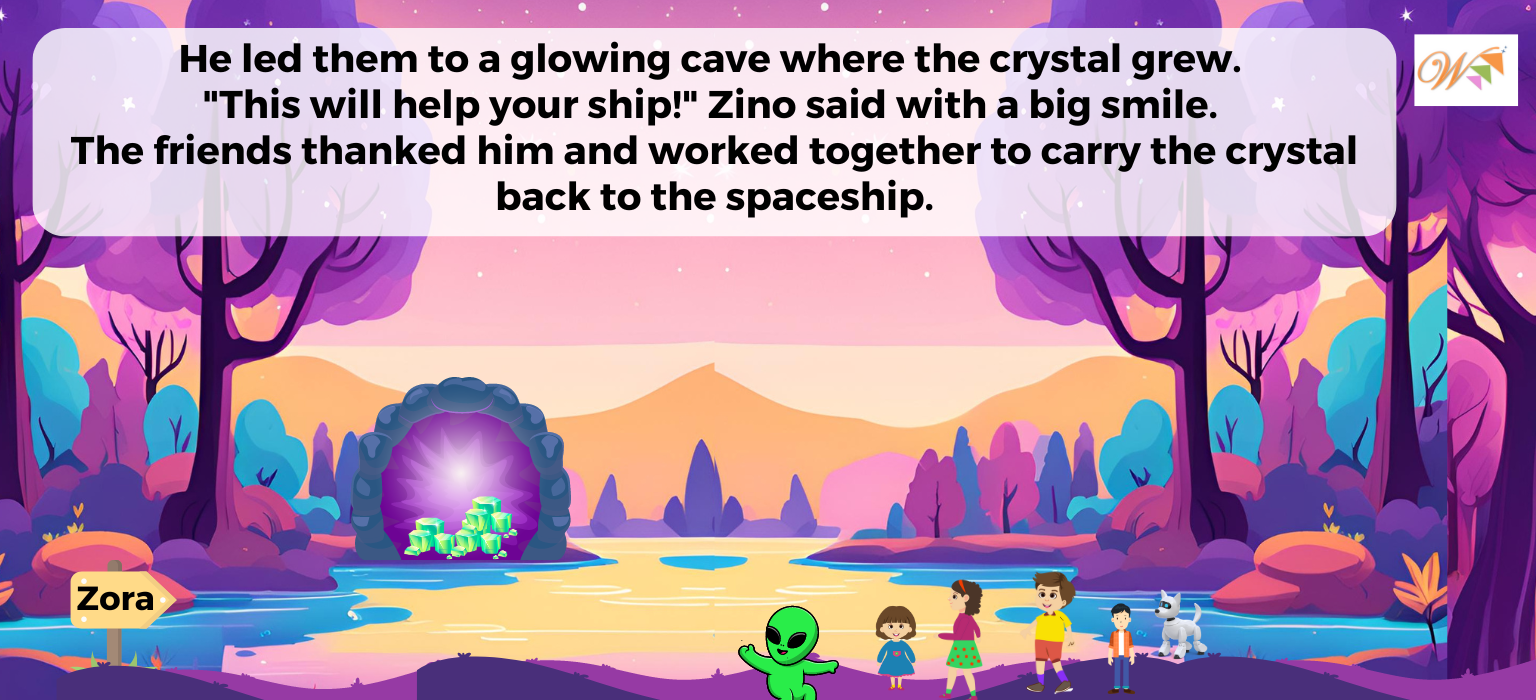 He led them to a glowing cave where the crystal grew.
"This will help your ship!" Zino said with a big smile.
The friends thanked him and worked together to carry the crystal
back to the spaceship.
W
Zora